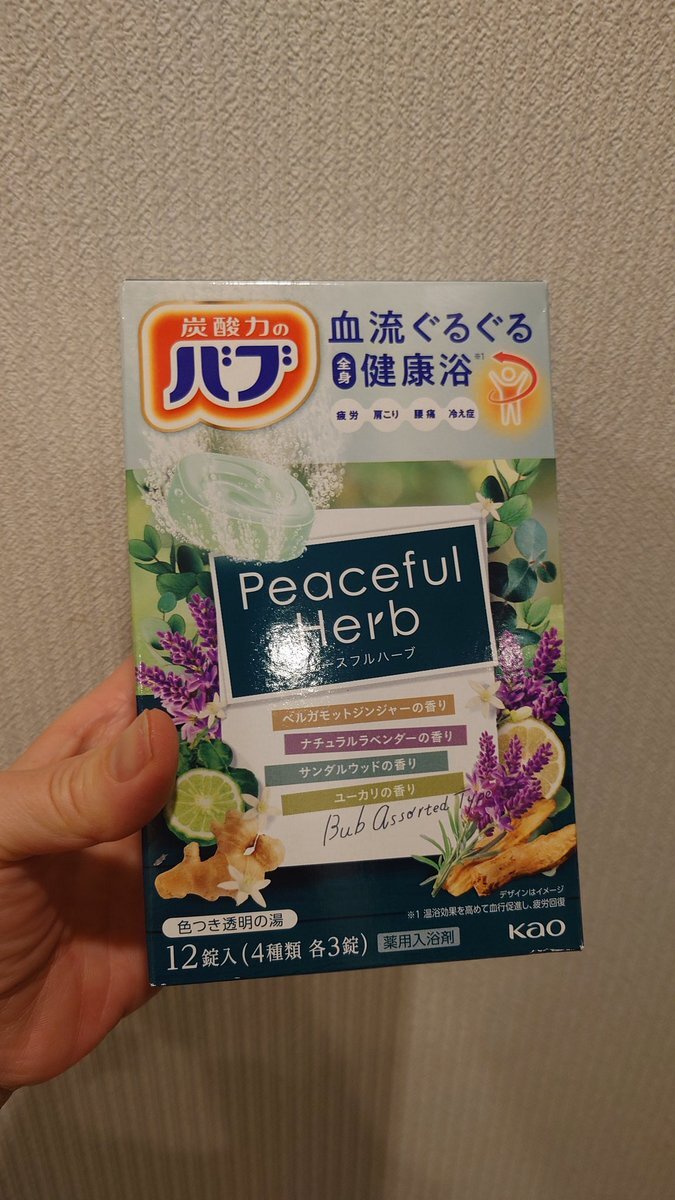 炭酸力の
バブ
血流ぐるぐる
全身 健康浴 ※1
疲労 肩こり 腰痛 冷え症
Peaceful
Herb
スフルハーブ
ベルガモットジンジャーの香り
ナチュラルラベンダーの香り
サンダルウッドの香り
ユーカリの香り
Bub Assorted Type
デザインはイメージ
※1 温浴効果を高めて血行促進し、疲労回復
色つき透明の湯
12錠入(4種類 各3錠) 薬用入浴剤
Kao